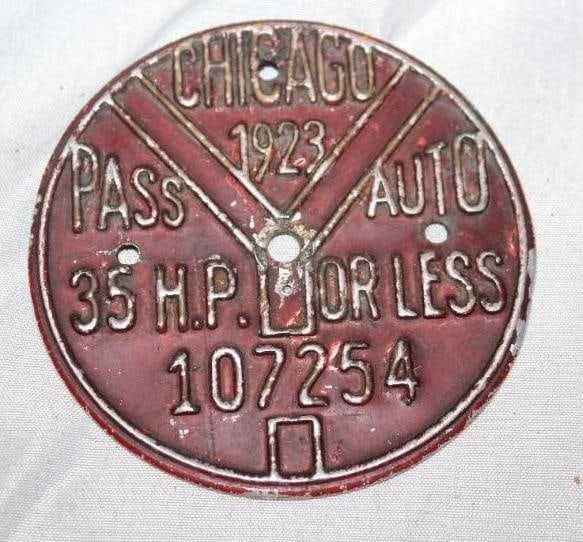 CHICAGO
1923
PASS AUTO
35 H.P. OR LESS
107254